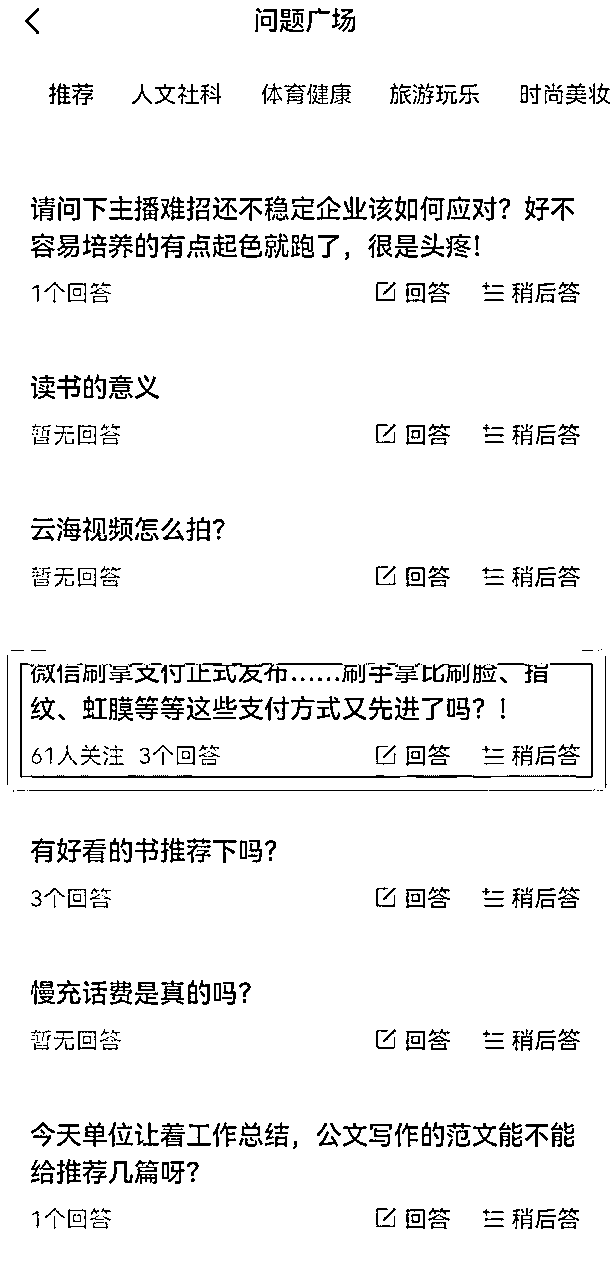 问题广场
推荐 人文社科 体育健康 旅游玩乐 时尚美妆
请问下主播难招还不稳定企业该如何应对？好不
容易培养的有点起色就跑了，很是头疼！
1个回答 回答 稍后答
读书的意义
暂无回答 回答 稍后答
云海视频怎么拍？
暂无回答 回答 稍后答
微信刷掌支付正式发布……刷手掌比刷脸、指
纹、虹膜等等这些支付方式又先进了吗？！
61人关注 3个回答 回答 稍后答
有好看的书推荐下吗？
3个回答 回答 稍后答
慢充话费是真的吗？
暂无回答 回答 稍后答
今天单位让着工作总结，公文写作的范文能不能
给推荐几篇呀？
1个回答 回答 稍后答